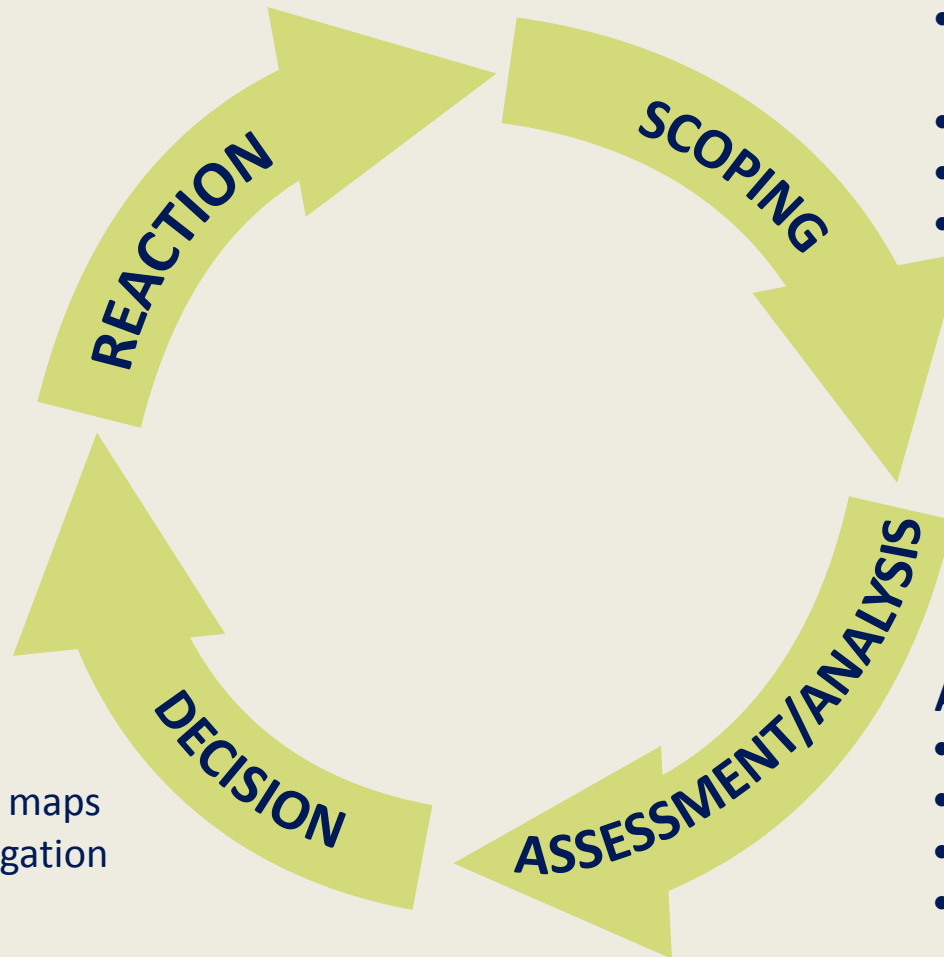 REACTION
SCOPING
ASSESSMENT/ANALYSIS
DECISION
maps
gation
•
•
•
•
A
•
•
•
•